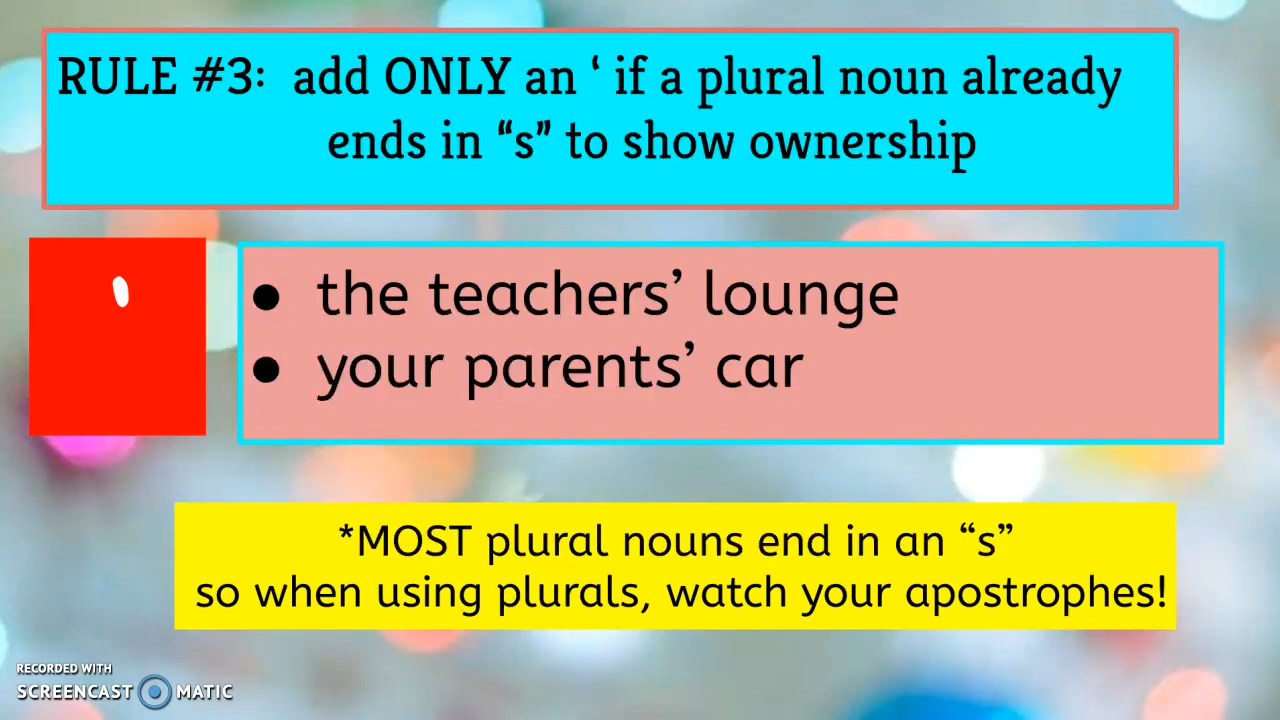 RULE #3: add ONLY an ‘ if a plural noun already
ends in “s” to show ownership
● the teachers’ lounge
● your parents’ car
*MOST plural nouns end in an “s”
so when using plurals, watch your apostrophes!
RECORDED WITH
SCREENCAST MATIC